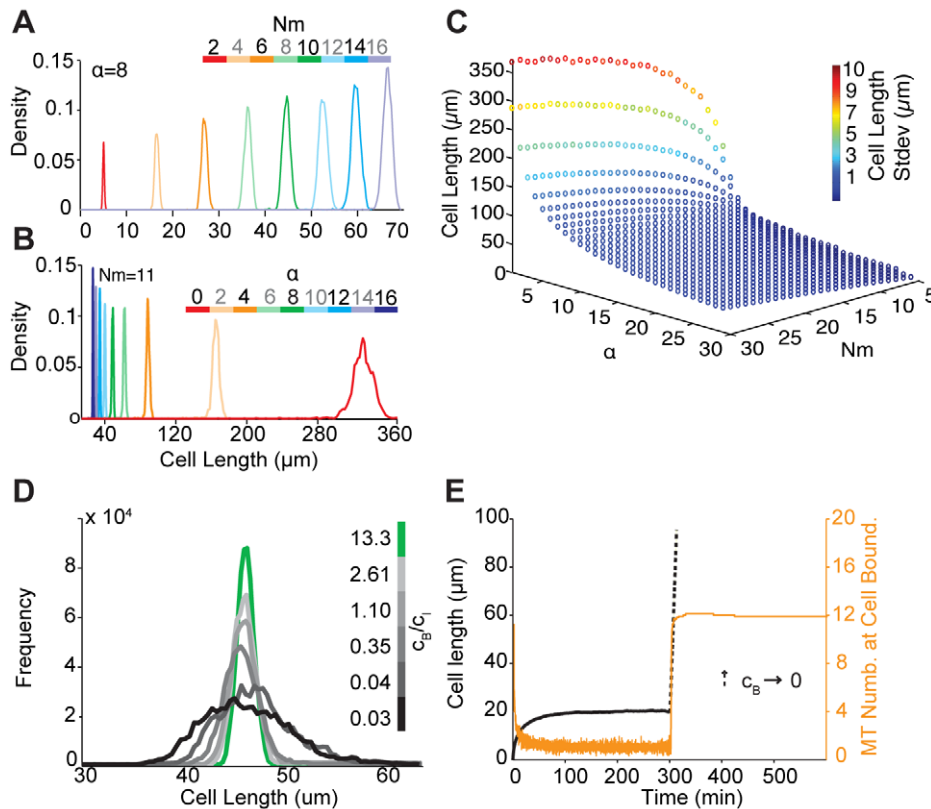 A
Nm
2 4 6 8 10 12 14 16
α=8
Density
0.15
0.1
0.05
0
0 10 20 30 40 50 60 70
B
Nm=11
α
0 2 4 6 8 10 12 14 16
Density
0.15
0.1
0.05
0
40 120 200 280 360
Cell Length (µm)
C
Cell Length (µm)
350
300
250
200
150
100
50
0
5 10 15 20 25 30
α
30 25 20 15 10 5
Nm
10
9
7
5
3
1
Cell Length
Stdev (µm)
D
x 10⁴
Frequency
8
6
4
2
0
30 40 50 60
Cell Length (um)
13.3
2.61
1.10
0.35
0.04
0.03
c_B/c_I
E
Cell length (µm)
100
80
60
40
20
0
0 100 200 300 400 500
Time (min)
c_B → 0
20
16
12
8
4
0
MT Numb. at Cell Bound.